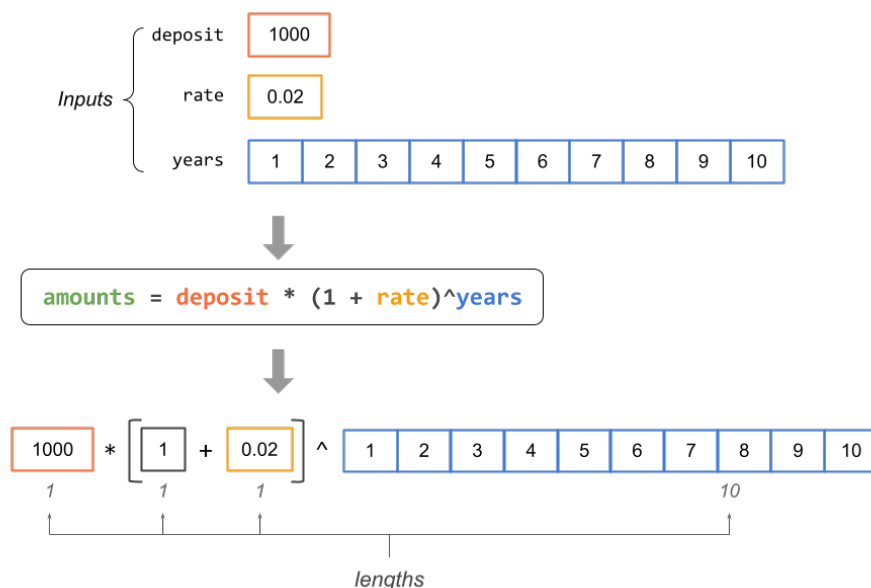 deposit 1000
Inputs
rate 0.02
years 1 2 3 4 5 6 7 8 9 10
amounts = deposit * (1 + rate)^years
1000 * [ 1 + 0.02 ] ^ 1 2 3 4 5 6 7 8 9 10
1 1 1 10
lengths